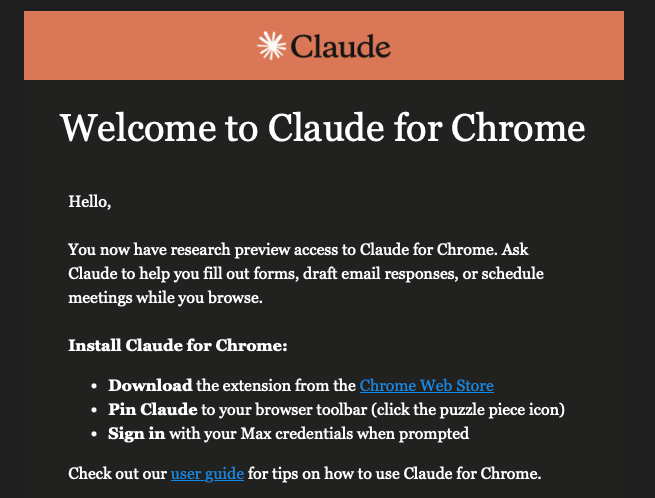 Claude
Welcome to Claude for Chrome
Hello,
You now have research preview access to Claude for Chrome. Ask
Claude to help you fill out forms, draft email responses, or schedule
meetings while you browse.
Install Claude for Chrome:
• Download the extension from the Chrome Web Store
• Pin Claude to your browser toolbar (click the puzzle piece icon)
• Sign in with your Max credentials when prompted
Check out our user guide for tips on how to use Claude for Chrome.